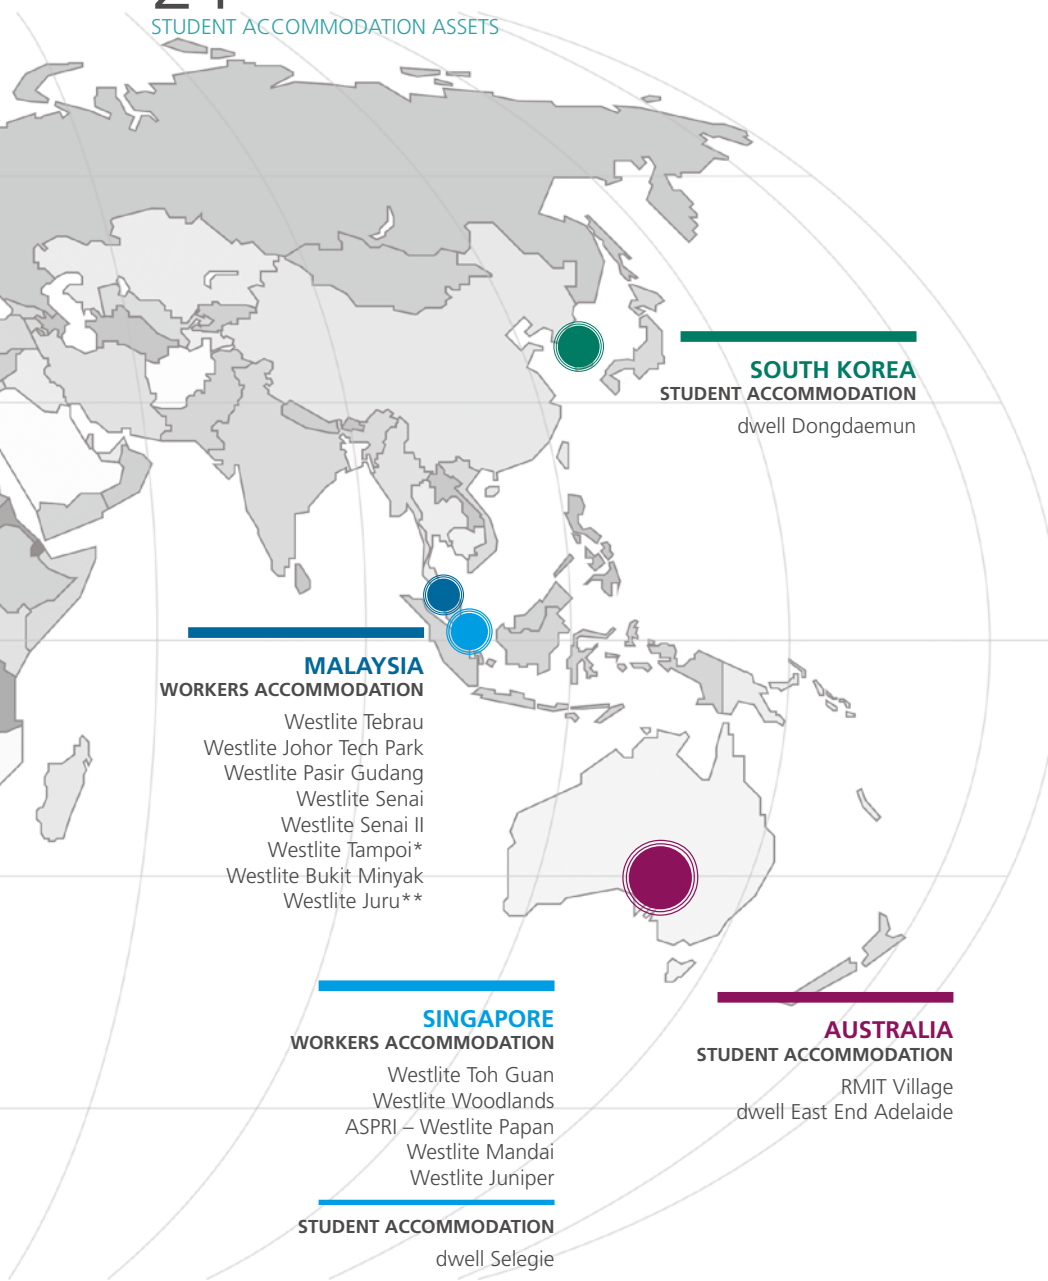 STUDENT ACCOMMODATION ASSETS
SOUTH KOREA
STUDENT ACCOMMODATION
dwell Dongdaemun
MALAYSIA
WORKERS ACCOMMODATION
Westlite Tebrau
Westlite Johor Tech Park
Westlite Pasir Gudang
Westlite Senai
Westlite Senai II
Westlite Tampoi*
Westlite Bukit Minyak
Westlite Juru**
SINGAPORE
WORKERS ACCOMMODATION
Westlite Toh Guan
Westlite Woodlands
ASPRI – Westlite Papan
Westlite Mandai
Westlite Juniper
STUDENT ACCOMMODATION
dwell Selegie
AUSTRALIA
STUDENT ACCOMMODATION
RMIT Village
dwell East End Adelaide